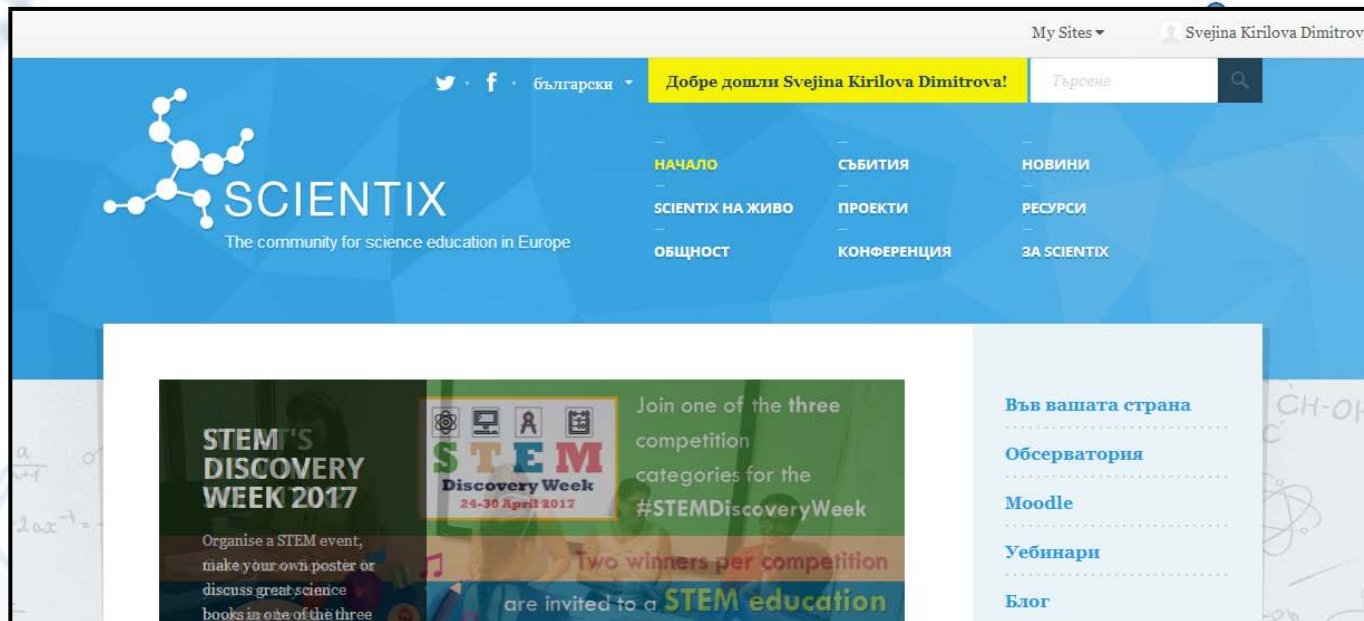 My Sites
Svejina Kirilova Dimitrov
български
Добре дошли Svejina Kirilova Dimitrova!
Търсене
НАЧАЛО
СЪБИТИЯ
НОВИНИ
SCIENTIX НА ЖИВО
ПРОЕКТИ
РЕСУРСИ
ОБЩНОСТ
КОНФЕРЕНЦИЯ
ЗА SCIENTIX
SCIENTIX
The community for science education in Europe
STEM
DISCOVERY
WEEK 2017
Organise a STEM event,
make your own poster or
discuss great science
books in one of the three
STEM
Discovery Week
24-30 April 2017
Join one of the three
competition
categories for the
#STEMDiscoveryWeek
Two winners per competition
are invited to a STEM education
Във вашата страна
Обсерватория
Moodle
Уебинари
Блог
CH-OH